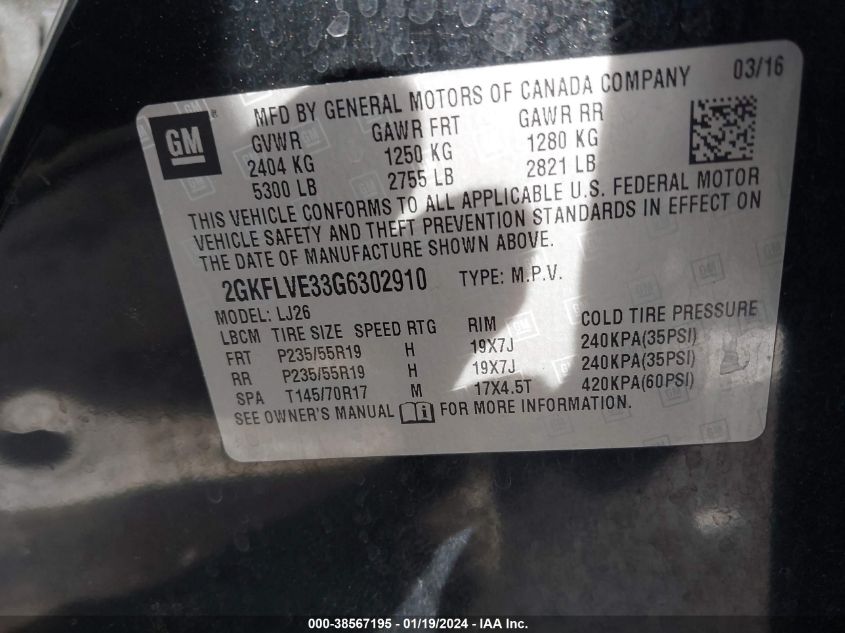 MFD BY GENERAL MOTORS OF CANADA COMPANY 03/16
GM
GVWR GAWR FRT GAWR RR
2404 KG 1250 KG 1280 KG
5300 LB 2755 LB 2821 LB
THIS VEHICLE CONFORMS TO ALL APPLICABLE U.S. FEDERAL MOTOR
VEHICLE SAFETY AND THEFT PREVENTION STANDARDS IN EFFECT ON
THE DATE OF MANUFACTURE SHOWN ABOVE.
2GKFLVE33G6302910 TYPE: M.P.V.
MODEL: LJ26
LBCM TIRE SIZE SPEED RTG RIM COLD TIRE PRESSURE
FRT P235/55R19 H 19X7J 240KPA(35PSI)
RR P235/55R19 H 19X7J 240KPA(35PSI)
SPA T145/70R17 M 17X4.5T 420KPA(60PSI)
SEE OWNER'S MANUAL FOR MORE INFORMATION.
000-38567195 - 01/19/2024 - IAA Inc.